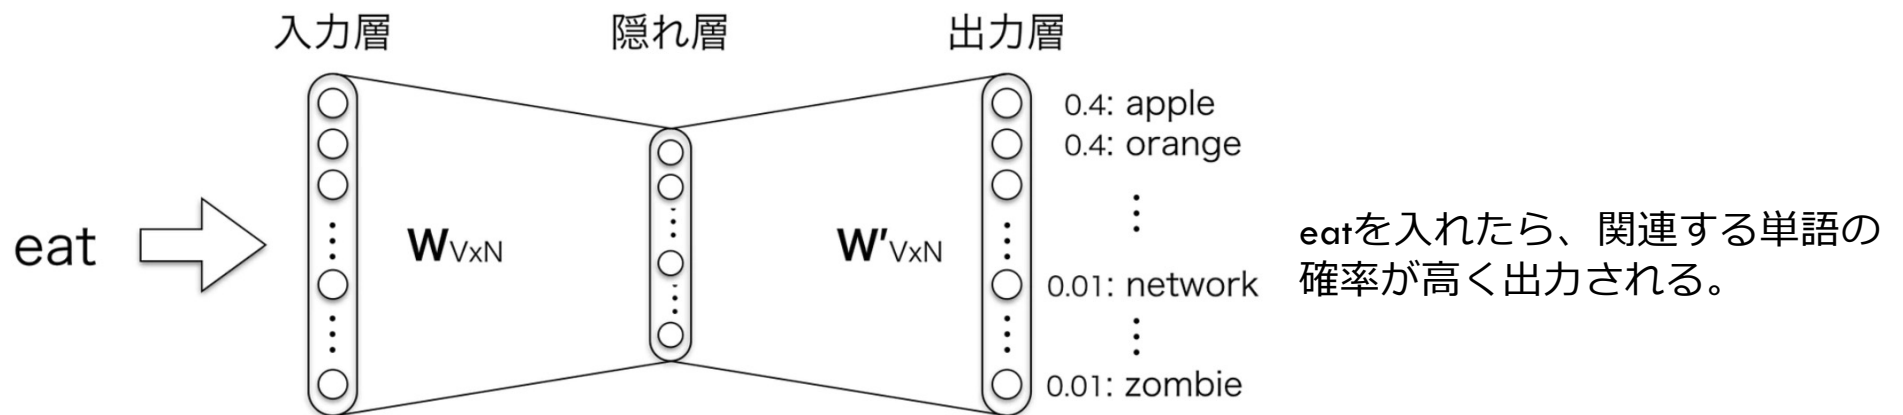 入力層
隠れ層
出力層
eat
WVxN
W'VxN
0.4: apple
0.4: orange
⋮
0.01: network
⋮
0.01: zombie
eatを入れたら、関連する単語の
確率が高く出力される。